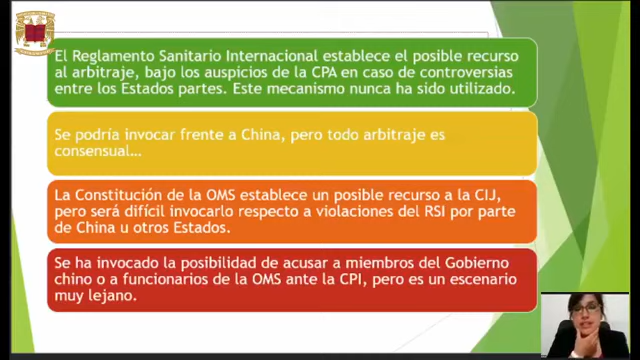 El Reglamento Sanitario Internacional establece el posible recurso
al arbitraje, bajo los auspicios de la CPA en caso de controversias
entre los Estados partes. Este mecanismo nunca ha sido utilizado.
Se podría invocar frente a China, pero todo arbitraje es
consensual…
La Constitución de la OMS establece un posible recurso a la CIJ,
pero será difícil invocarlo respecto a violaciones del RSI por parte
de China u otros Estados.
Se ha invocado la posibilidad de acusar a miembros del Gobierno
chino o a funcionarios de la OMS ante la CPI, pero es un escenario
muy lejano.